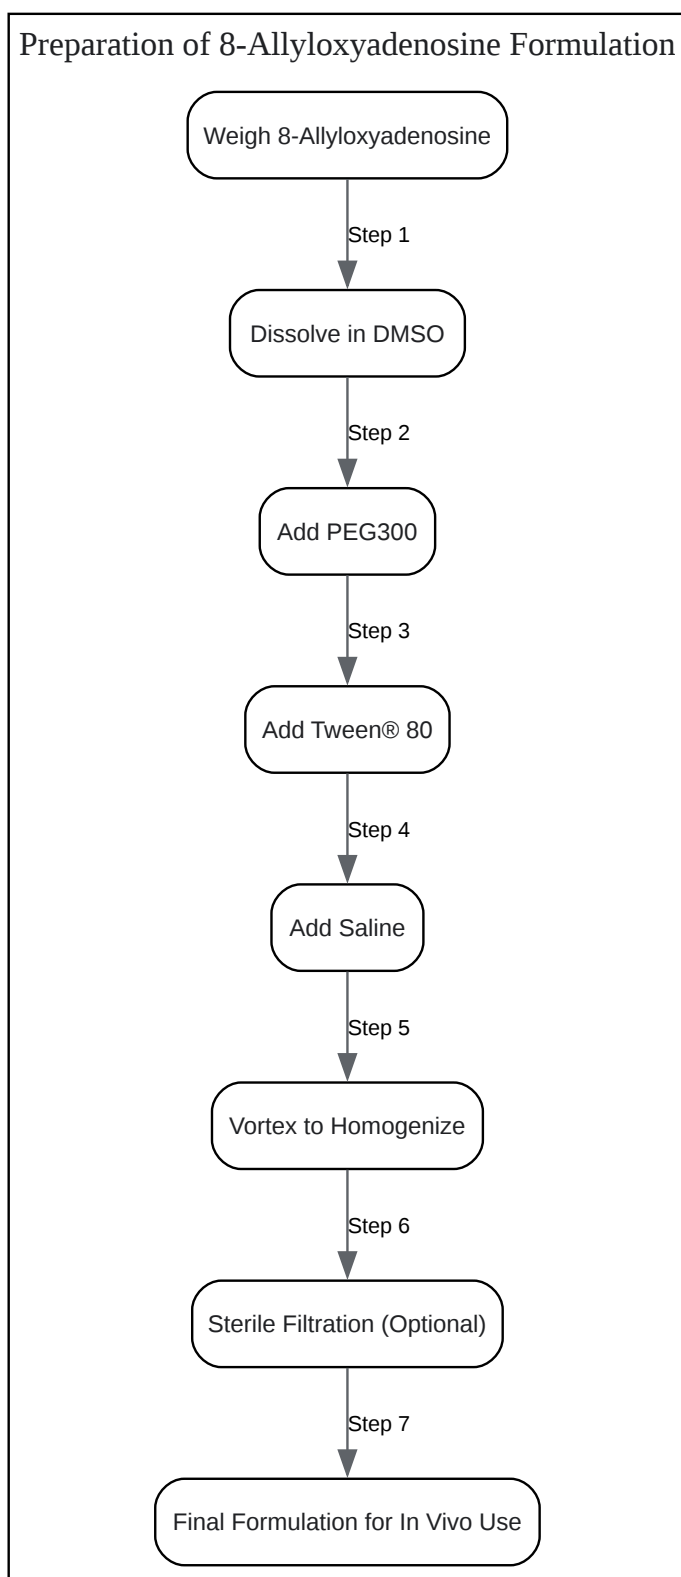 Preparation of 8-Allyloxyadenosine Formulation
Weigh 8-Allyloxyadenosine
Step 1
Dissolve in DMSO
Step 2
Add PEG300
Step 3
Add Tween® 80
Step 4
Add Saline
Step 5
Vortex to Homogenize
Step 6
Sterile Filtration (Optional)
Step 7
Final Formulation for In Vivo Use